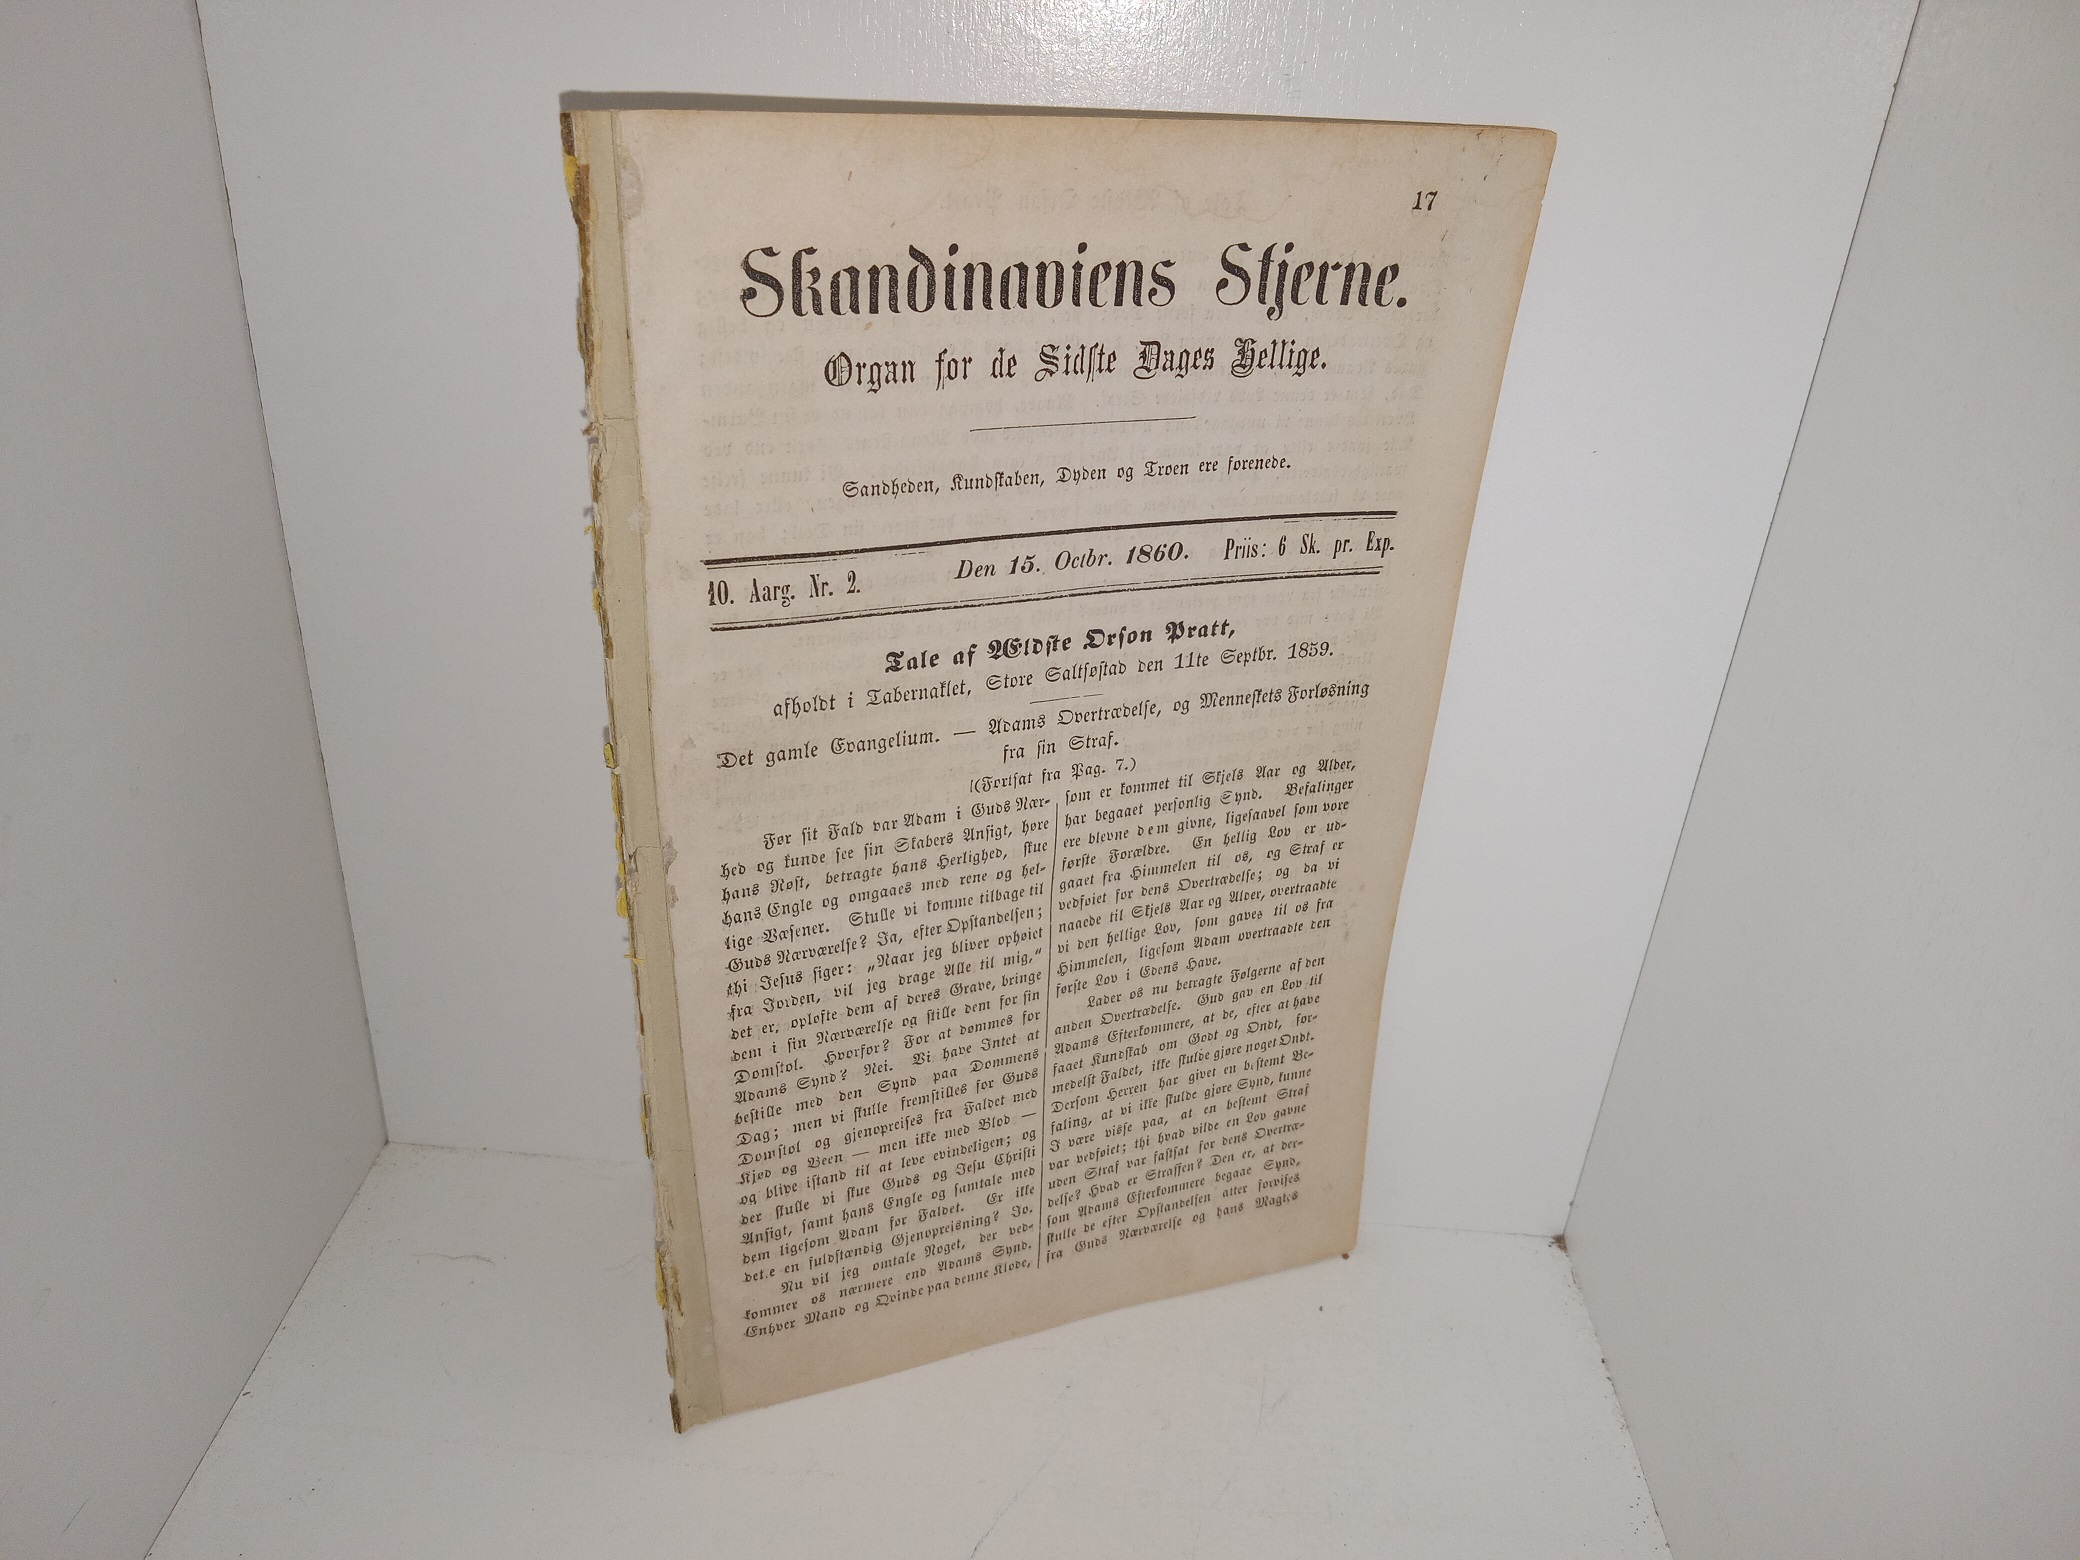 17
Skandinaviens Stjerne.
Organ for de Sidste Dages Hellige.
Sandheden, Kundskaben, Dyden og Troen ere forenede.
10. Aarg. Nr. 2. Den 15. Octbr. 1860. Priis: 6 Sk. pr. Exp.
Tale af Ældste Orson Pratt,
afholdt i Tabernaklet, Store Saltsøstad den 11te Septbr. 1859.
Det gamle Evangelium. — Adams Overtrædelse, og Menneskets Forløsning
fra sin Straf.
(Fortsat fra Pag. 7.)
Før sit Fald var Adam i Guds Nær-
hed og kunde see sin Skabers Ansigt, høre
hans Røst, betragte hans Herlighed, skue
hans Engle og omgaaes med rene og hel-
lige Væsener. Skulle vi komme tilbage til
Guds Nærværelse? Ja, efter Opstandelsen;
thi Jesus siger: „Naar jeg bliver ophøiet
fra Jorden, vil jeg drage Alle til mig,“
det er, opløfte dem af deres Grave, bringe
dem i sin Nærværelse og stille dem for sin
Domstol. Hvorfor? For at dømmes for
Adams Synd? Nei. Vi have Intet at
bestille med den Synd paa Dommens
Dag; men vi skulle fremstilles for Guds
Domstol og gjenopreises fra Faldet med
Kjød og Been — men ikke med Blod —
og blive istand til at leve evindeligen; og
der skulle vi skue Guds og Jesu Christi
Ansigt, samt hans Engle og samtale med
dem ligesom Adam før Faldet. Er ikke
dette en fuldstændig Gjenopreisning? Jo.
Nu vil jeg omtale Noget, der ved-
kommer os nærmere end Adams Synd.
Enhver Mand og Qvinde paa denne Klode,
som er kommet til Skjels Aar og Alder,
har begaaet personlig Synd. Befalinger
ere blevne dem givne, ligesaavel som vore
første Forældre. En hellig Lov er ud-
gaaet fra Himmelen til os, og Straf er
vedføiet for dens Overtrædelse; og da vi
naaede til Skjels Aar og Alder, overtraadte
vi den hellige Lov, som gaves til os fra
Himmelen, ligesom Adam overtraadte den
første Lov i Edens Have.
Lader os nu betragte Følgerne af den
anden Overtrædelse. Gud gav en Lov til
Adams Efterkommere, at de, efter at have
faaet Kundskab om Godt og Ondt, for-
medelst Faldet, ikke skulde gjøre noget Ondt.
Dersom Herren har givet en bestemt Be-
faling, at vi ikke skulde gjøre Synd, kunne
I være visse paa, at en bestemt Straf
var vedføiet; thi hvad vilde en Lov gavne
uden Straf var fastsat for dens Overtræ-
delse? Hvad er Straffen? Den er, at der-
som Adams Efterkommere begaae Synd,
skulle de efter Opstandelsen atter forvises
fra Guds Nærværelse og hans Magtes